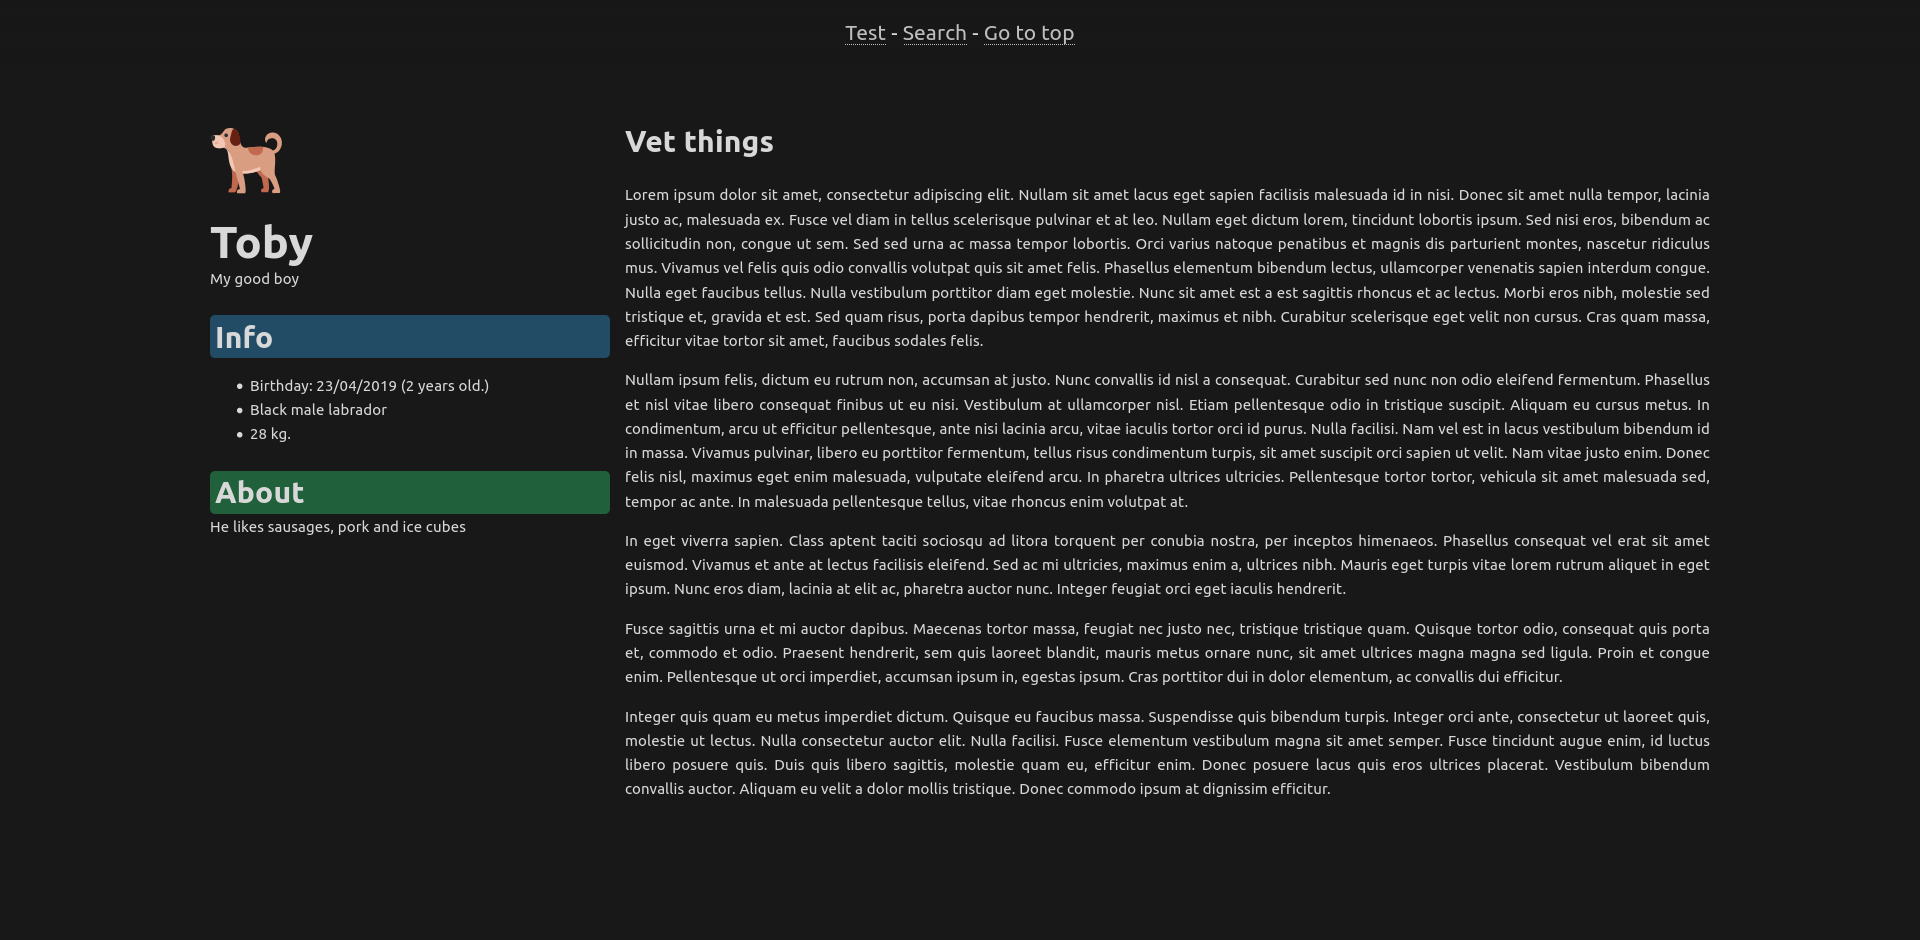 Test - Search - Go to top
Toby
My good boy
Info
Birthday: 23/04/2019 (2 years old.)
Black male labrador
28 kg.
About
He likes sausages, pork and ice cubes
Vet things
Lorem ipsum dolor sit amet, consectetur adipiscing elit. Nullam sit amet lacus eget sapien facilisis malesuada id in nisi. Donec sit amet nulla tempor, lacinia
justo ac, malesuada ex. Fusce vel diam in tellus scelerisque pulvinar et at leo. Nullam eget dictum lorem, tincidunt lobortis ipsum. Sed nisi eros, bibendum ac
sollicitudin non, congue ut sem. Sed sed urna ac massa tempor lobortis. Orci varius natoque penatibus et magnis dis parturient montes, nascetur ridiculus
mus. Vivamus vel felis quis odio convallis volutpat quis sit amet felis. Phasellus elementum bibendum lectus, ullamcorper venenatis sapien interdum congue.
Nulla eget faucibus tellus. Nulla vestibulum porttitor diam eget molestie. Nunc sit amet est a est sagittis rhoncus et ac lectus. Morbi eros nibh, molestie sed
tristique et, gravida et est. Sed quam risus, porta dapibus tempor hendrerit, maximus et nibh. Curabitur scelerisque eget velit non cursus. Cras quam massa,
efficitur vitae tortor sit amet, faucibus sodales felis.
Nullam ipsum felis, dictum eu rutrum non, accumsan at justo. Nunc convallis id nisl a consequat. Curabitur sed nunc non odio eleifend fermentum. Phasellus
et nisl vitae libero consequat finibus ut eu nisi. Vestibulum at ullamcorper nisl. Etiam pellentesque odio in tristique suscipit. Aliquam eu cursus metus. In
condimentum, arcu ut efficitur pellentesque, ante nisi lacinia arcu, vitae iaculis tortor orci id purus. Nulla facilisi. Nam vel est in lacus vestibulum bibendum id
in massa. Vivamus pulvinar, libero eu porttitor fermentum, tellus risus condimentum turpis, sit amet suscipit orci sapien ut velit. Nam vitae justo enim. Donec
felis nisl, maximus eget enim malesuada, vulputate eleifend arcu. In pharetra ultrices ultricies. Pellentesque tortor tortor, vehicula sit amet malesuada sed,
tempor ac ante. In malesuada pellentesque tellus, vitae rhoncus enim volutpat at.
In eget viverra sapien. Class aptent taciti sociosqu ad litora torquent per conubia nostra, per inceptos himenaeos. Phasellus consequat vel erat sit amet
euismod. Vivamus et ante at lectus facilisis eleifend. Sed ac mi ultricies, maximus enim a, ultrices nibh. Mauris eget turpis vitae lorem rutrum aliquet in eget
ipsum. Nunc eros diam, lacinia at elit ac, pharetra auctor nunc. Integer feugiat orci eget iaculis hendrerit.
Fusce sagittis urna et mi auctor dapibus. Maecenas tortor massa, feugiat nec justo nec, tristique tristique quam. Quisque tortor odio, consequat quis porta
et, commodo et odio. Praesent hendrerit, sem quis laoreet blandit, mauris metus ornare nunc, sit amet ultrices magna magna sed ligula. Proin et congue
enim. Pellentesque ut orci imperdiet, accumsan ipsum in, egestas ipsum. Cras porttitor dui in dolor elementum, ac convallis dui efficitur.
Integer quis quam eu metus imperdiet dictum. Quisque eu faucibus massa. Suspendisse quis bibendum turpis. Integer orci ante, consectetur ut laoreet quis,
molestie ut lectus. Nulla consectetur auctor elit. Nulla facilisi. Fusce elementum vestibulum magna sit amet semper. Fusce tincidunt augue enim, id luctus
libero posuere quis. Duis quis libero sagittis, molestie quam eu, efficitur enim. Donec posuere lacus quis eros ultrices placerat. Vestibulum bibendum
convallis auctor. Aliquam eu velit a dolor mollis tristique. Donec commodo ipsum at dignissim efficitur.